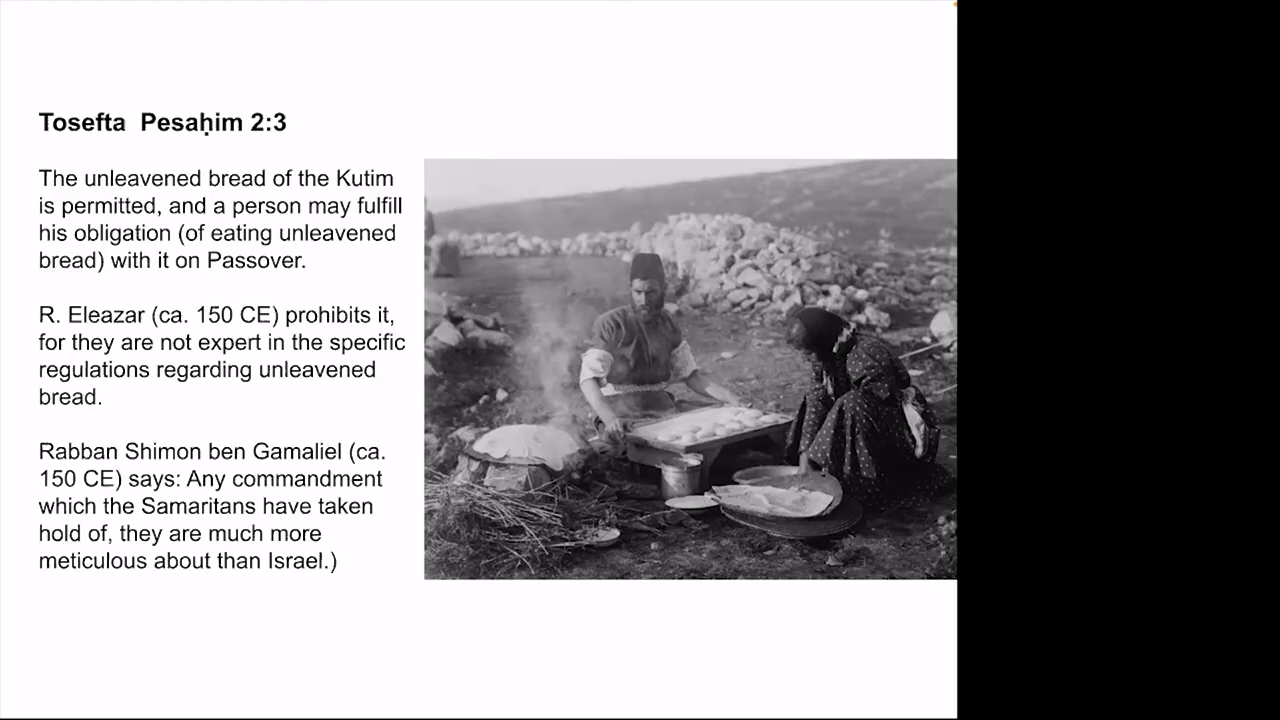 Tosefta  Pesaḥim 2:3
The unleavened bread of the Kutim
is permitted, and a person may fulfill
his obligation (of eating unleavened
bread) with it on Passover.
R. Eleazar (ca. 150 CE) prohibits it,
for they are not expert in the specific
regulations regarding unleavened
bread.
Rabban Shimon ben Gamaliel (ca.
150 CE) says: Any commandment
which the Samaritans have taken
hold of, they are much more
meticulous about than Israel.)